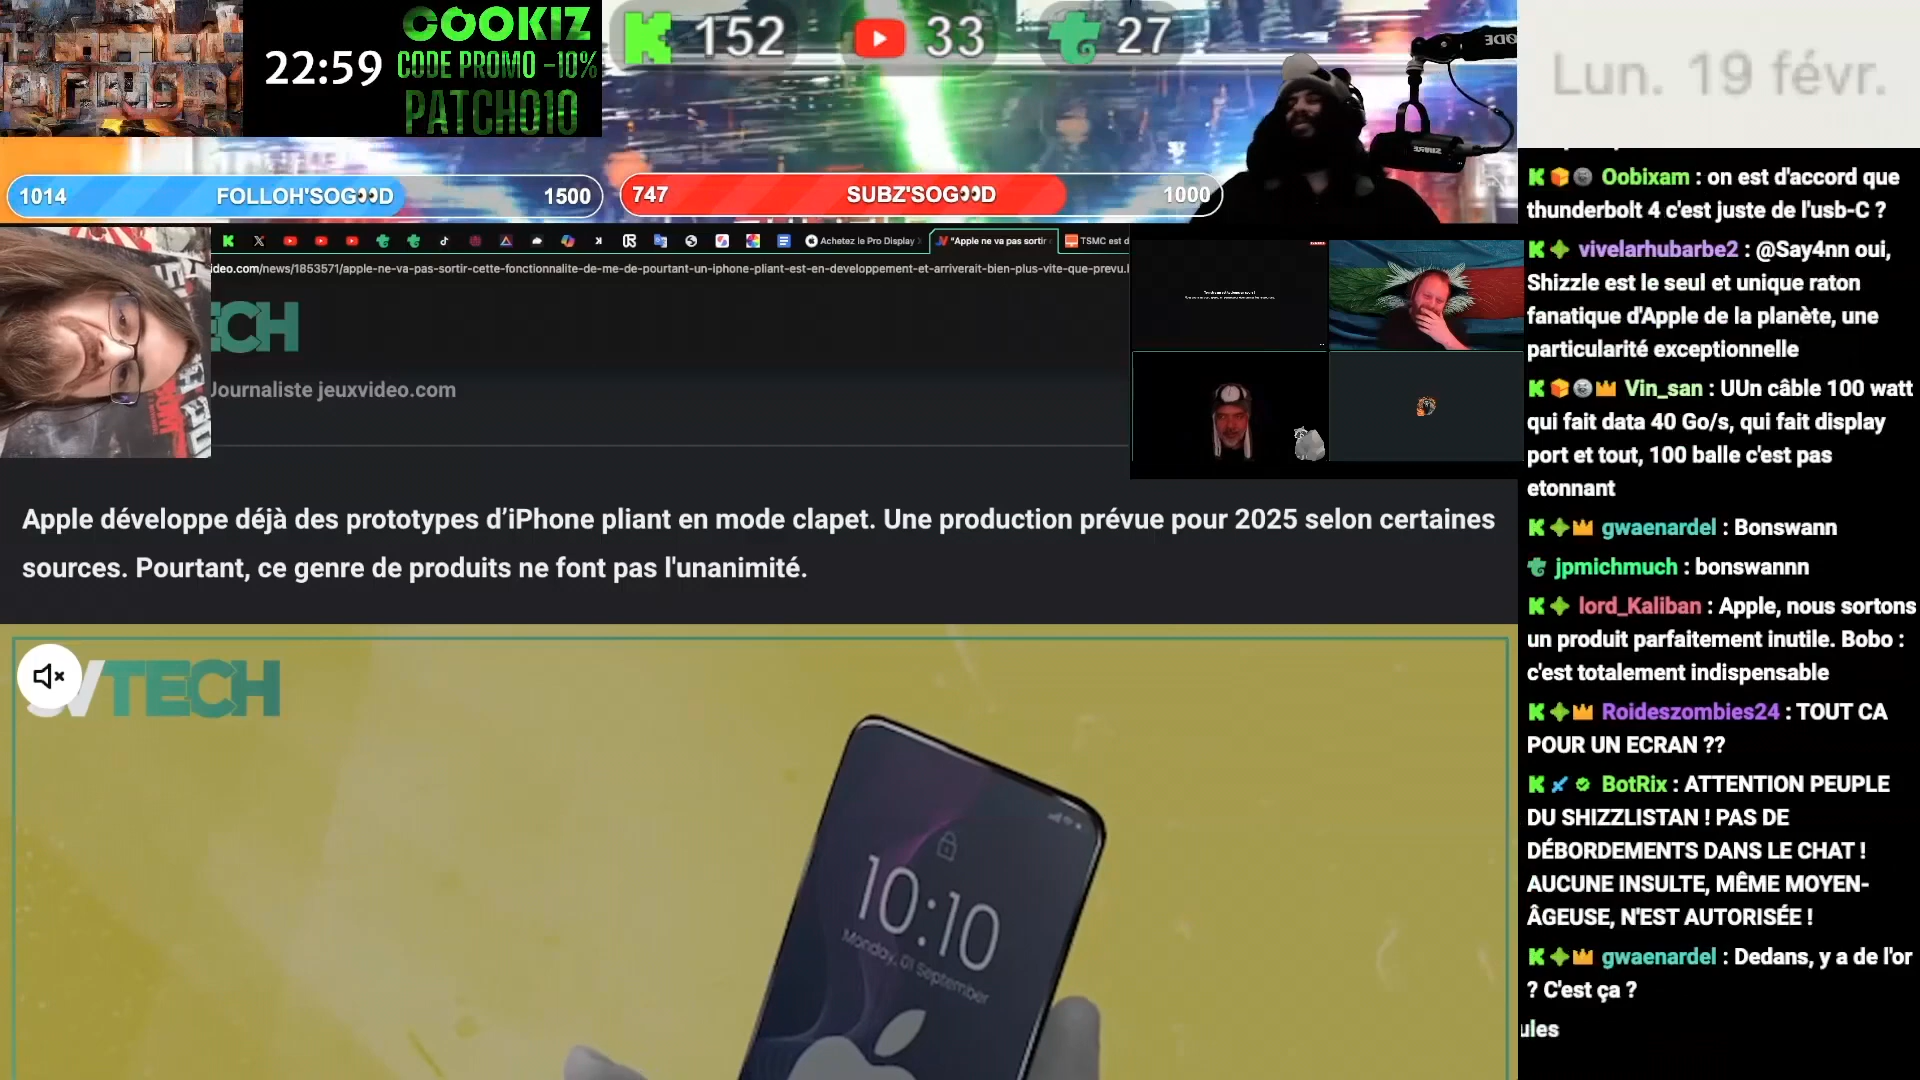 COOKIZ
22:59
CODE PROMO -10%
PATCHO10
152
33
27
Lun. 19 févr.
1014
FOLLOH'SOG👀D
1500
747
SUBZ'SOG👀D
1000
SHURE
Achetez le Pro Display
"Apple ne va pas sortir
TSMC est d
ideo.com/news/1853571/apple-ne-va-pas-sortir-cette-fonctionnalite-de-me-de-pourtant-un-iphone-pliant-est-en-developpement-et-arriverait-bien-plus-vite-que-prevu.
ECH
Journaliste jeuxvideo.com
Apple développe déjà des prototypes d'iPhone pliant en mode clapet. Une production prévue pour 2025 selon certaines
sources. Pourtant, ce genre de produits ne font pas l'unanimité.
JVTECH
10:10
Monday, 01 September
Oobixam : on est d'accord que
thunderbolt 4 c'est juste de l'usb-C ?
vivelarhubarbe2 : @Say4nn oui,
Shizzle est le seul et unique raton
fanatique d'Apple de la planète, une
particularité exceptionnelle
Vin_san : UUn câble 100 watt
qui fait data 40 Go/s, qui fait display
port et tout, 100 balle c'est pas
etonnant
gwaenardel : Bonswann
jpmichmuch : bonswannn
lord_Kaliban : Apple, nous sortons
un produit parfaitement inutile. Bobo :
c'est totalement indispensable
Roideszombies24 : TOUT CA
POUR UN ECRAN ??
BotRix : ATTENTION PEUPLE
DU SHIZZLISTAN ! PAS DE
DÉBORDEMENTS DANS LE CHAT !
AUCUNE INSULTE, MÊME MOYEN-
ÂGEUSE, N'EST AUTORISÉE !
gwaenardel : Dedans, y a de l'or
? C'est ça ?
ules